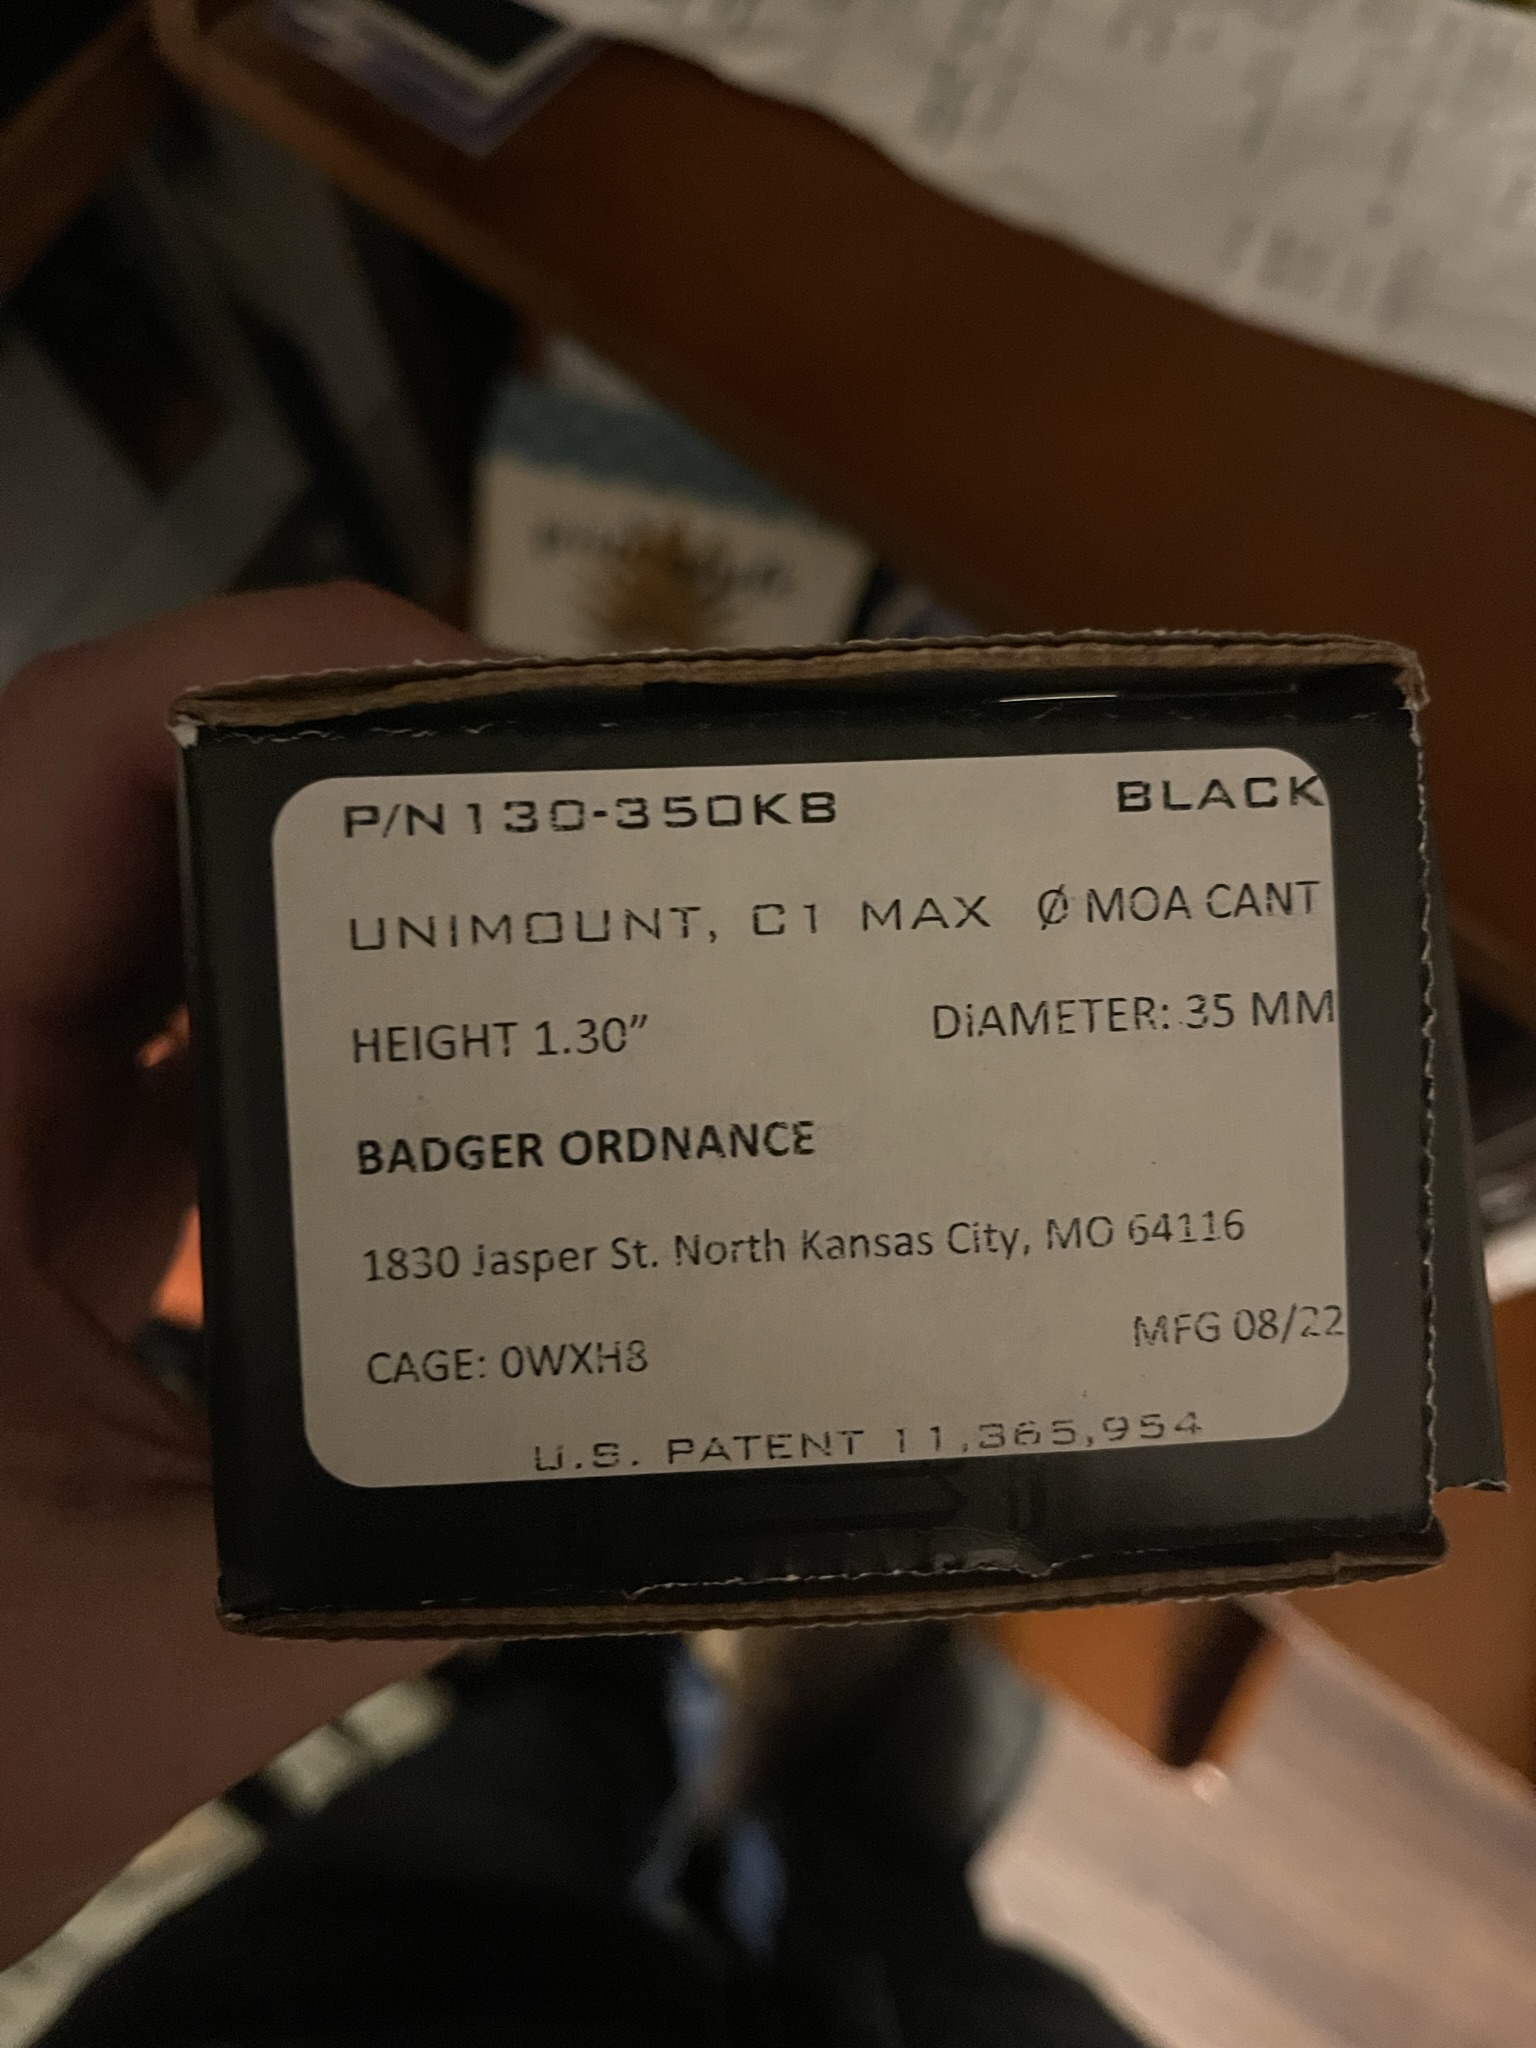 P/N 130-350KB BLACK
UNIMOUNT, C1 MAX Ø MOA CANT
HEIGHT 1.30” DiAMETER: 35 MM
BADGER ORDNANCE
1830 Jasper St. North Kansas City, MO 64116
CAGE: 0WXH8 MFG 08/22
U.S. PATENT 11,365,954